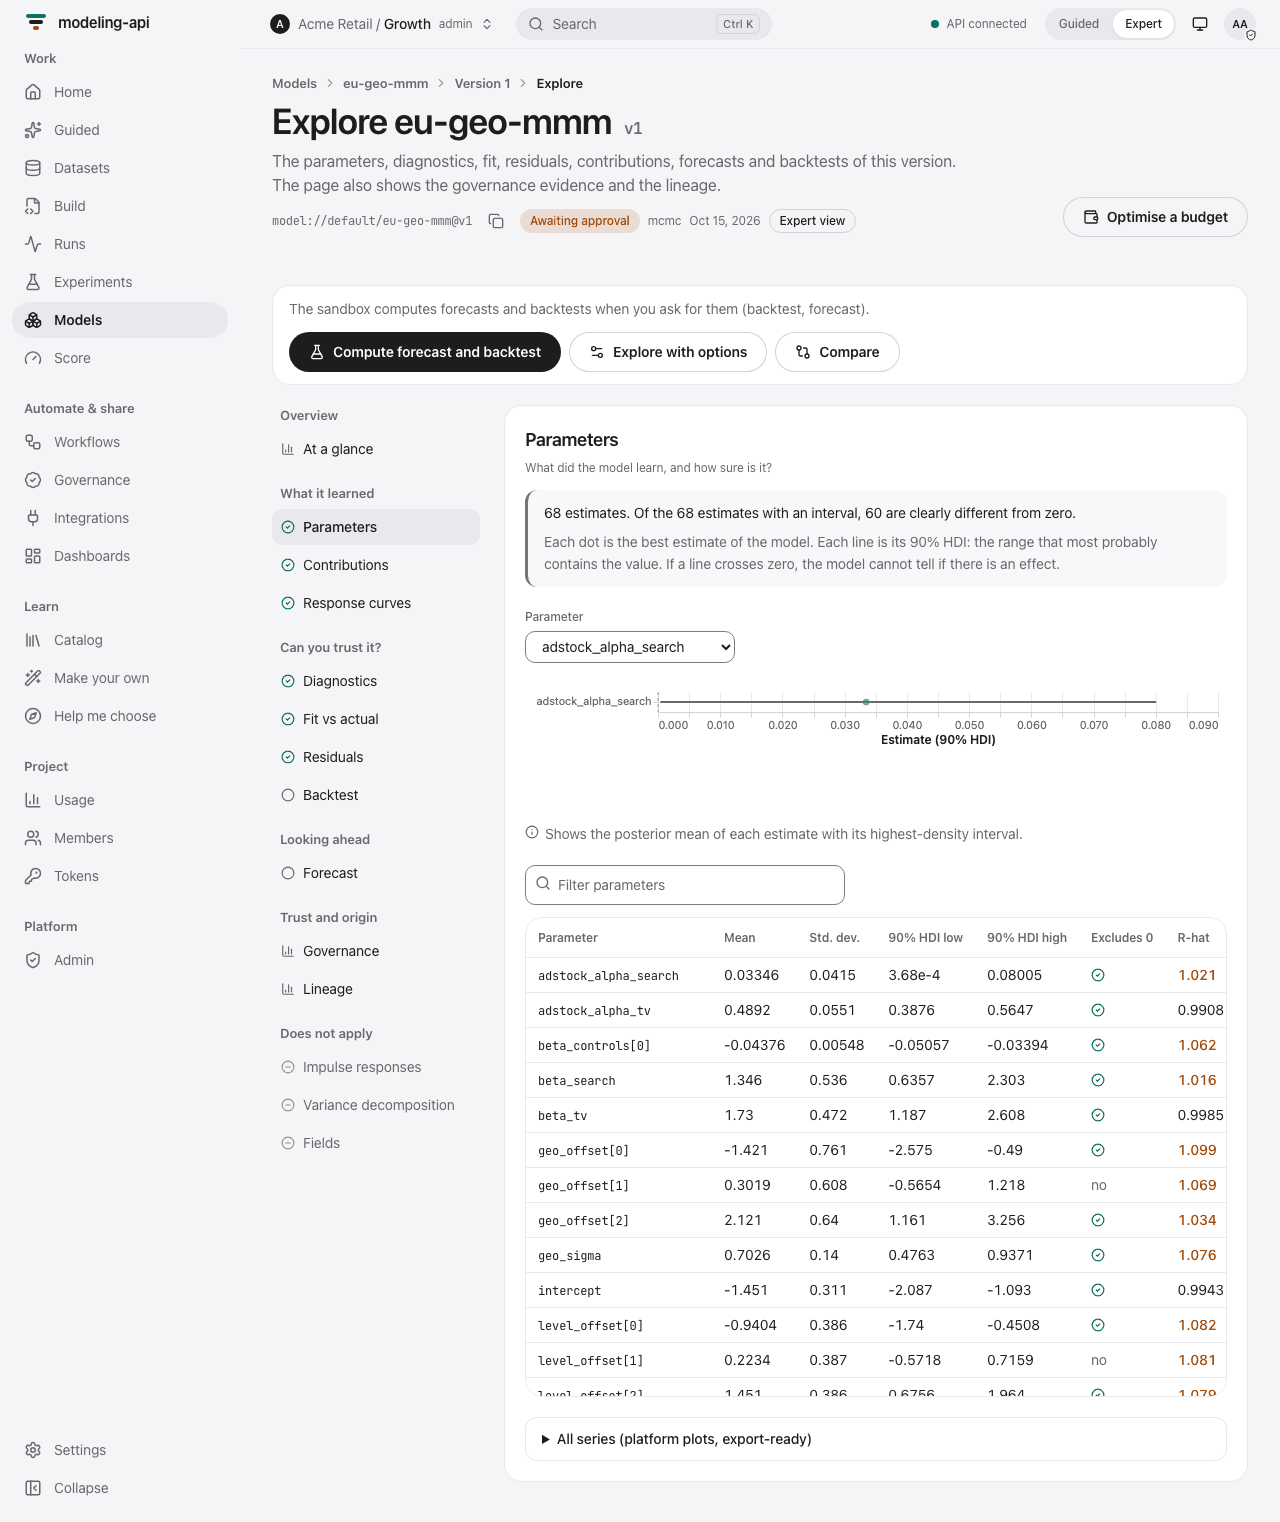 modeling-api
A Acme Retail / Growth admin
Search Ctrl K
API connected
Guided Expert
AA
Work
Home
Guided
Datasets
Build
Runs
Experiments
Models
Score
Automate & share
Workflows
Governance
Integrations
Dashboards
Learn
Catalog
Make your own
Help me choose
Project
Usage
Members
Tokens
Platform
Admin
Settings
Collapse
Models > eu-geo-mmm > Version 1 > Explore
Explore eu-geo-mmm v1
The parameters, diagnostics, fit, residuals, contributions, forecasts and backtests of this version.
The page also shows the governance evidence and the lineage.
model://default/eu-geo-mmm@v1 Awaiting approval mcmc Oct 15, 2026 Expert view
Optimise a budget
The sandbox computes forecasts and backtests when you ask for them (backtest, forecast).
Compute forecast and backtest Explore with options Compare
Overview
At a glance
What it learned
Parameters
Contributions
Response curves
Can you trust it?
Diagnostics
Fit vs actual
Residuals
Backtest
Looking ahead
Forecast
Trust and origin
Governance
Lineage
Does not apply
Impulse responses
Variance decomposition
Fields
Parameters
What did the model learn, and how sure is it?
68 estimates. Of the 68 estimates with an interval, 60 are clearly different from zero.
Each dot is the best estimate of the model. Each line is its 90% HDI: the range that most probably
contains the value. If a line crosses zero, the model cannot tell if there is an effect.
Parameter
adstock_alpha_search
adstock_alpha_search
0.000 0.010 0.020 0.030 0.040 0.050 0.060 0.070 0.080 0.090
Estimate (90% HDI)
Shows the posterior mean of each estimate with its highest-density interval.
Filter parameters
Parameter Mean Std. dev. 90% HDI low 90% HDI high Excludes 0 R-hat
adstock_alpha_search 0.03346 0.0415 3.68e-4 0.08005 1.021
adstock_alpha_tv 0.4892 0.0551 0.3876 0.5647 0.9908
beta_controls[0] -0.04376 0.00548 -0.05057 -0.03394 1.062
beta_search 1.346 0.536 0.6357 2.303 1.016
beta_tv 1.73 0.472 1.187 2.608 0.9985
geo_offset[0] -1.421 0.761 -2.575 -0.49 1.099
geo_offset[1] 0.3019 0.608 -0.5654 1.218 no 1.069
geo_offset[2] 2.121 0.64 1.161 3.256 1.034
geo_sigma 0.7026 0.14 0.4763 0.9371 1.076
intercept -1.451 0.311 -2.087 -1.093 0.9943
level_offset[0] -0.9404 0.386 -1.74 -0.4508 1.082
level_offset[1] 0.2234 0.387 -0.5718 0.7159 no 1.081
level_offset[2] 1.451 0.386 0.6756 1.964 1.079
All series (platform plots, export-ready)